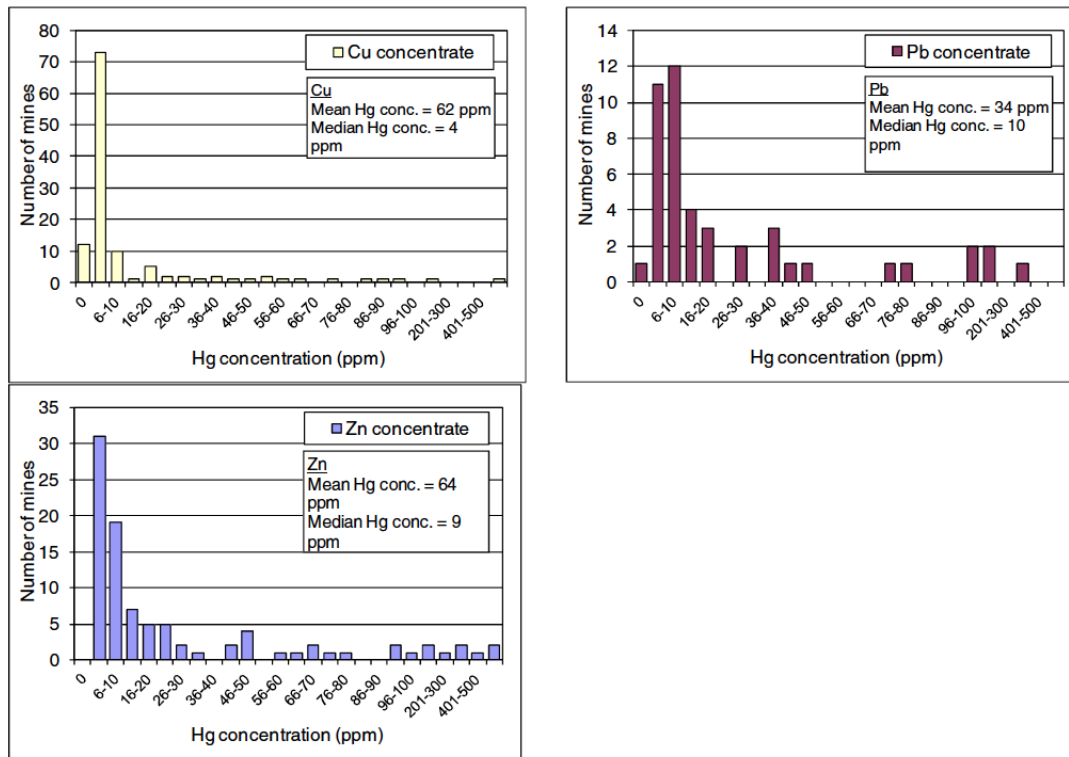 Cu concentrate
Cu
Mean Hg conc. = 62 ppm
Median Hg conc. = 4
ppm
Number of mines
80
70
60
50
40
30
20
10
0
0
6-10
16-20
26-30
36-40
46-50
56-60
66-70
76-80
86-90
96-100
201-300
401-500
Hg concentration (ppm)
Pb concentrate
Pb
Mean Hg conc. = 34 ppm
Median Hg conc. = 10
ppm
Number of mines
14
12
10
8
6
4
2
0
0
6-10
16-20
26-30
36-40
46-50
56-60
66-70
76-80
86-90
96-100
201-300
401-500
Hg concentration (ppm)
Zn concentrate
Zn
Mean Hg conc. = 64
ppm
Median Hg conc. = 9
ppm
Number of mines
35
30
25
20
15
10
5
0
0
6-10
16-20
26-30
36-40
46-50
56-60
66-70
76-80
86-90
96-100
201-300
401-500
Hg concentration (ppm)